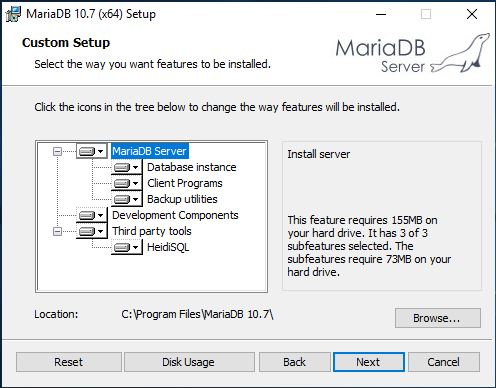 MariaDB 10.7 (x64) Setup
Custom Setup
Select the way you want features to be installed.
MariaDB
Server
Click the icons in the tree below to change the way features will be installed.
MariaDB Server
Database instance
Client Programs
Backup utilities
Development Components
Third party tools
HeidiSQL
Install server
This feature requires 155MB on
your hard drive. It has 3 of 3
subfeatures selected. The
subfeatures require 73MB on your
hard drive.
Location: C:\Program Files\MariaDB 10.7\
Browse...
Reset Disk Usage Back Next Cancel